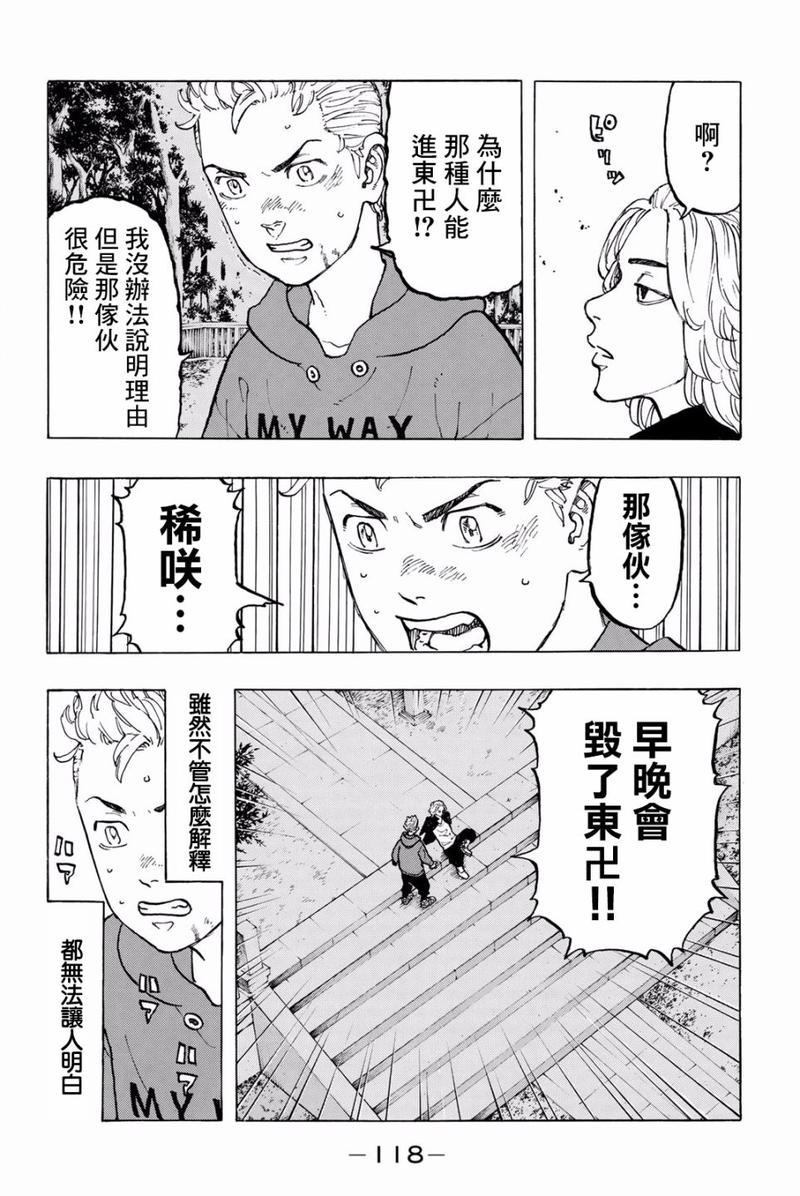 啊?
ピクッ
為什麼
那種人能
進東卍!?
我沒辦法說明理由
但是那傢伙
很危險!!
MY WAY
那傢伙…
稀咲…
早晚會
毀了東卍!!
雖然不管怎麼解釋
ハァ
ハァ
ハァ
都無法讓人明白
MY W
—118—